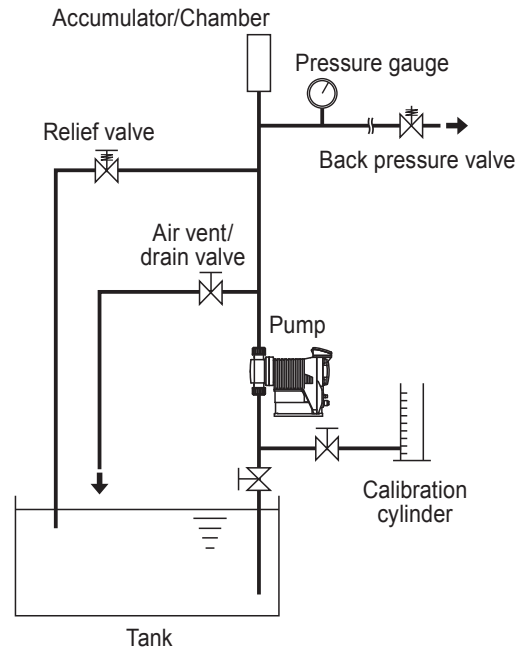 Accumulator/Chamber
Pressure gauge
Relief valve
Back pressure valve
Air vent/
drain valve
Pump
Calibration
cylinder
Tank